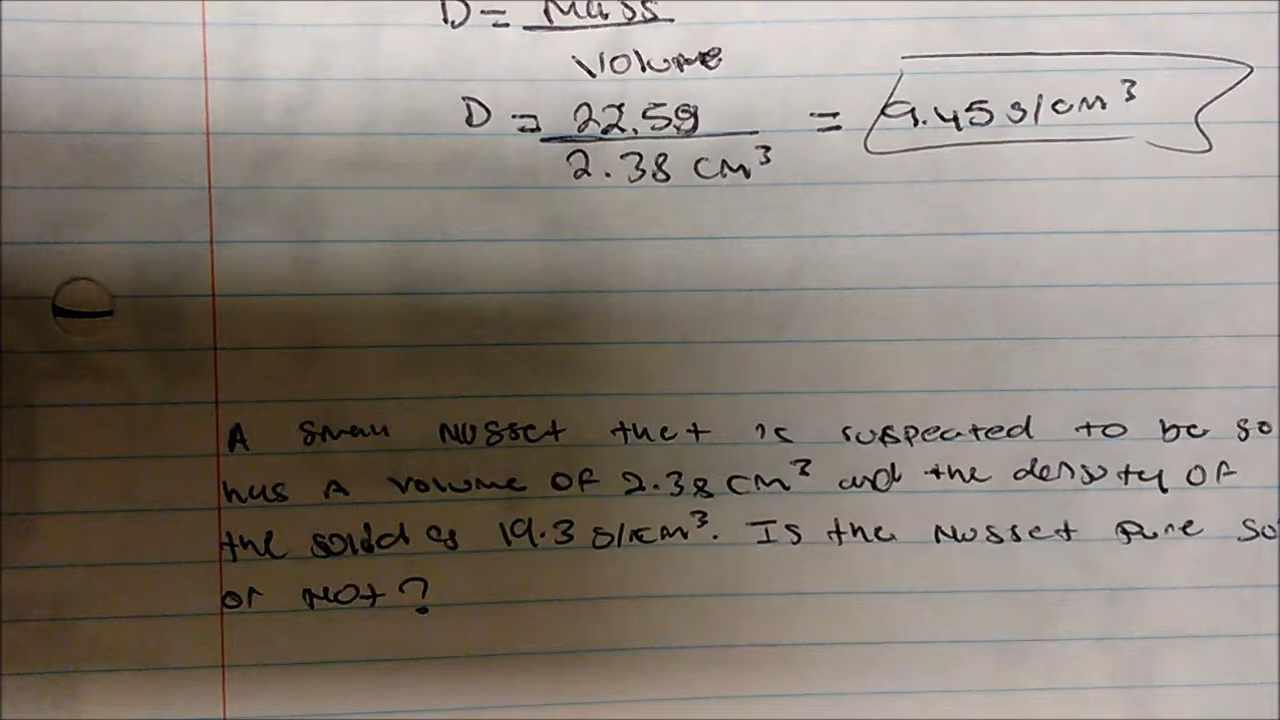 D = Mass
Volume
D = 22.5g = 9.45 g/cm³
2.38 cm³
A small nugget that is suspected to be go
has a volume of 2.38 cm³ and the density of
the gold is 19.3 g/cm³. Is the nugget pure go
or not?